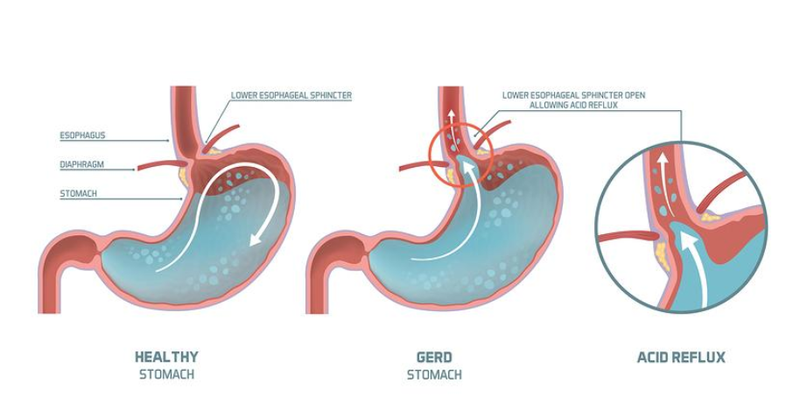 LOWER ESOPHAGEAL SPHINCTER
ESOPHAGUS
DIAPHRAGM
STOMACH
LOWER ESOPHAGEAL SPHINCTER OPEN
ALLOWING ACID REFLUX
HEALTHY
STOMACH
GERD
STOMACH
ACID REFLUX